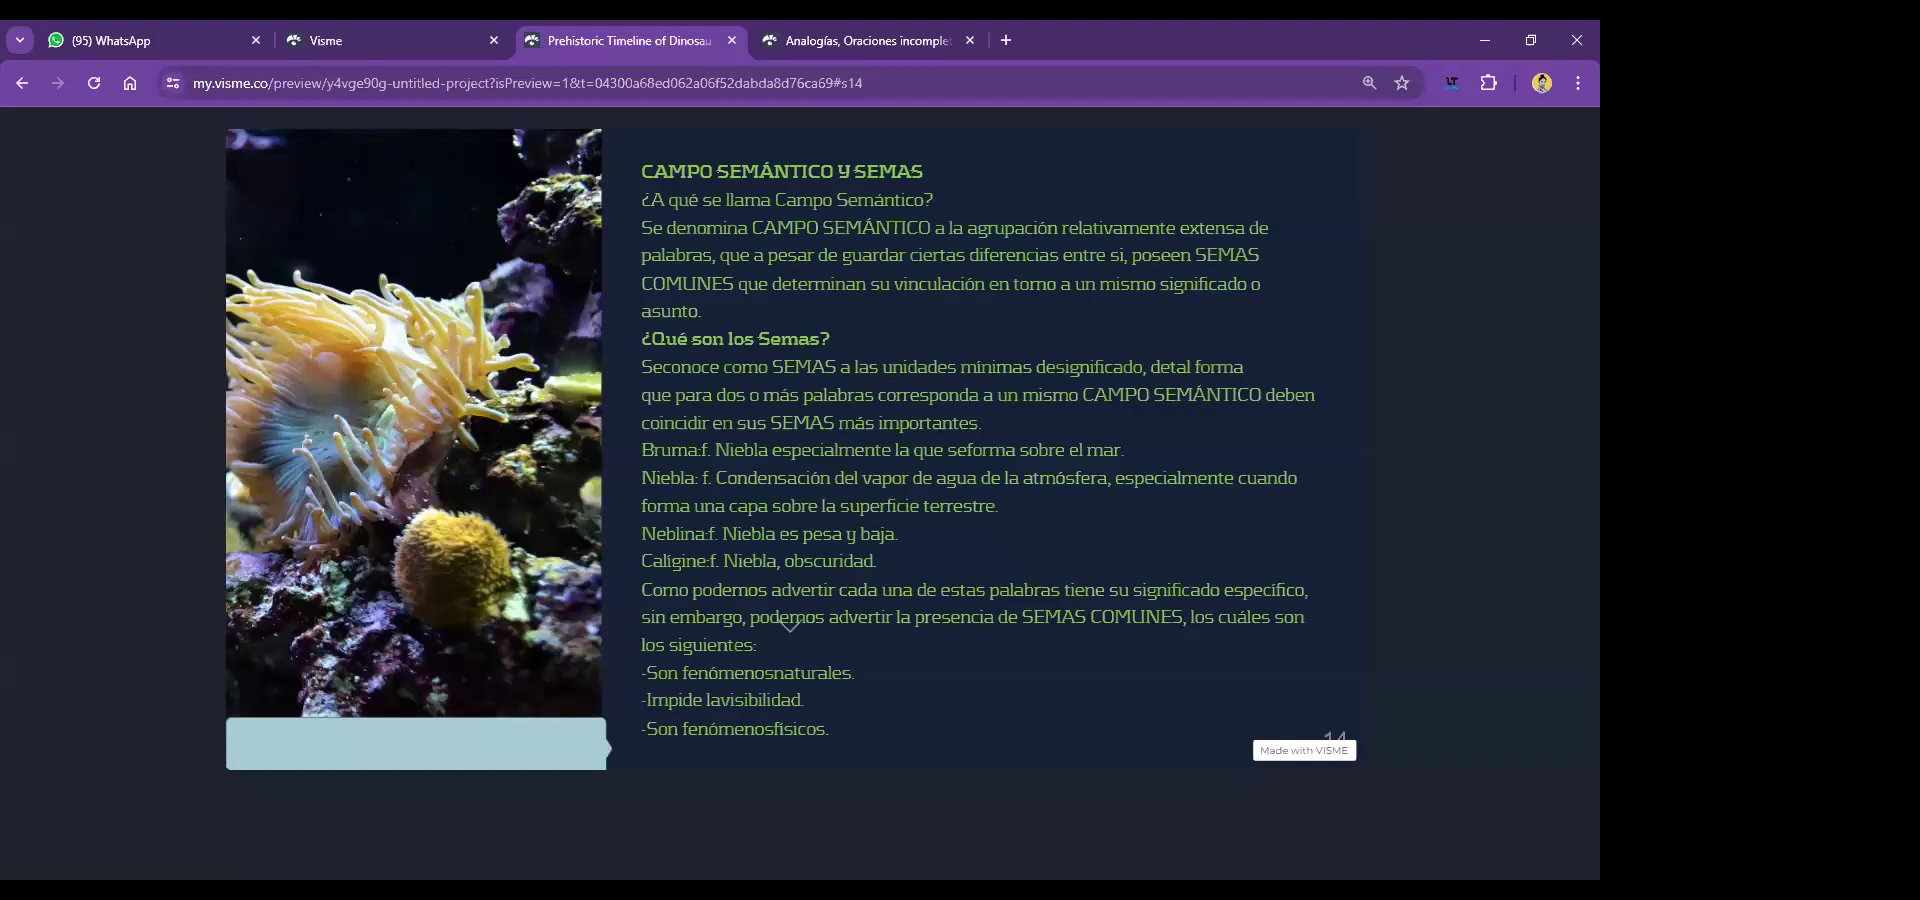 (95) WhatsApp
Visme
Prehistoric Timeline of Dinosau
Analogías, Oraciones incomplet
my.visme.co/preview/y4vge90g-untitled-project?isPreview=1&t=04300a68ed062a06f52dabda8d76ca69#s14
CAMPO SEMÁNTICO Y SEMAS
¿A qué se llama Campo Semántico?
Se denomina CAMPO SEMÁNTICO a la agrupación relativamente extensa de
palabras, que a pesar de guardar ciertas diferencias entre si, poseen SEMAS
COMUNES que determinan su vinculación en torno a un mismo significado o
asunto.
¿Qué son los Semas?
Seconoce como SEMAS a las unidades mínimas designificado, detal forma
que para dos o más palabras corresponda a un mismo CAMPO SEMÁNTICO deben
coincidir en sus SEMAS más importantes.
Bruma:f. Niebla especialmente la que seforma sobre el mar.
Niebla: f. Condensación del vapor de agua de la atmósfera, especialmente cuando
forma una capa sobre la superficie terrestre.
Neblina:f. Niebla es pesa y baja.
Calígine:f. Niebla, obscuridad.
Como podemos advertir cada una de estas palabras tiene su significado específico,
sin embargo, podemos advertir la presencia de SEMAS COMUNES, los cuáles son
los siguientes:
-Son fenómenosnaturales.
-Impide lavisibilidad.
-Son fenómenosfísicos.
14
Made with VISME